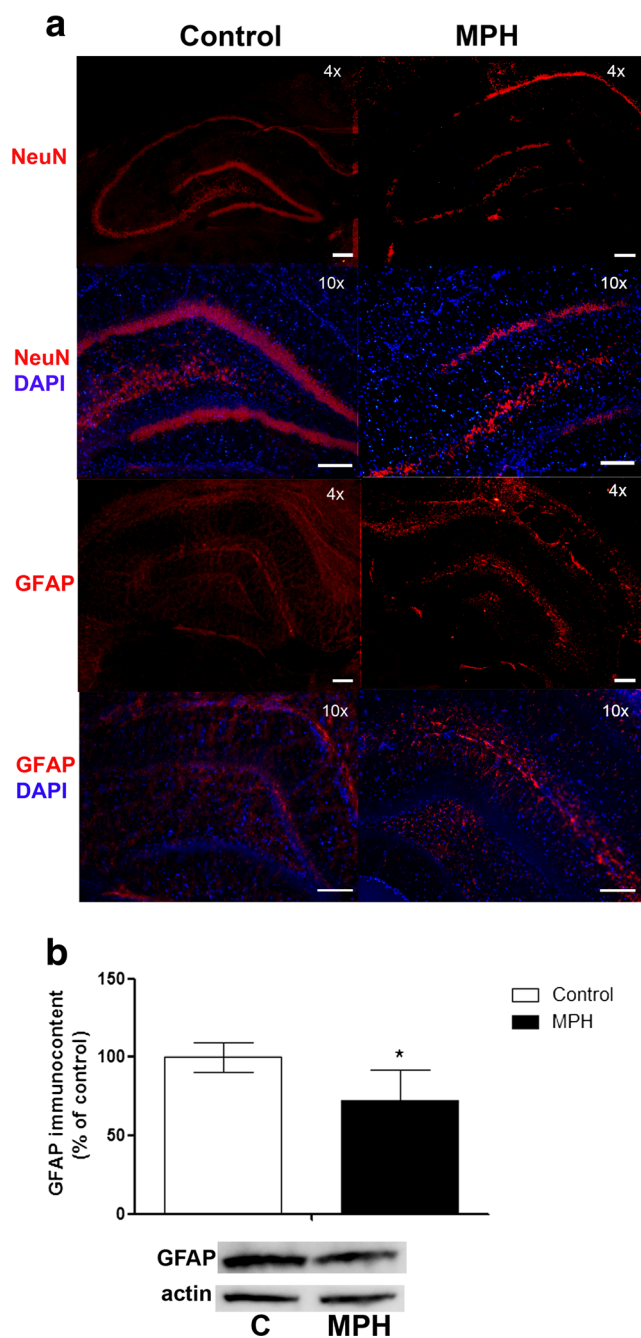 a
Control MPH
4x 4x
NeuN
10x 10x
NeuN
DAPI
4x 4x
GFAP
10x 10x
GFAP
DAPI
b
GFAP immunocontent
(% of control)
150
100
50
0
*
Control
MPH
GFAP
actin
C MPH